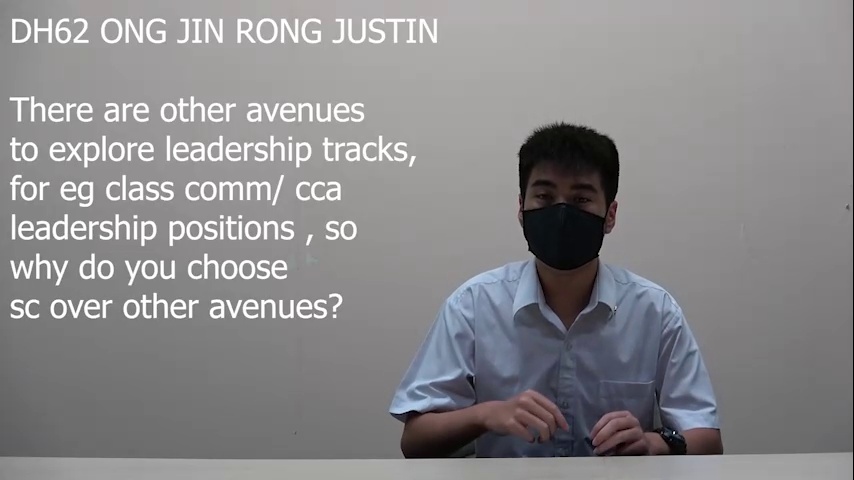 DH62 ONG JIN RONG JUSTIN
There are other avenues
to explore leadership tracks,
for eg class comm/ cca
leadership positions , so
why do you choose
sc over other avenues?